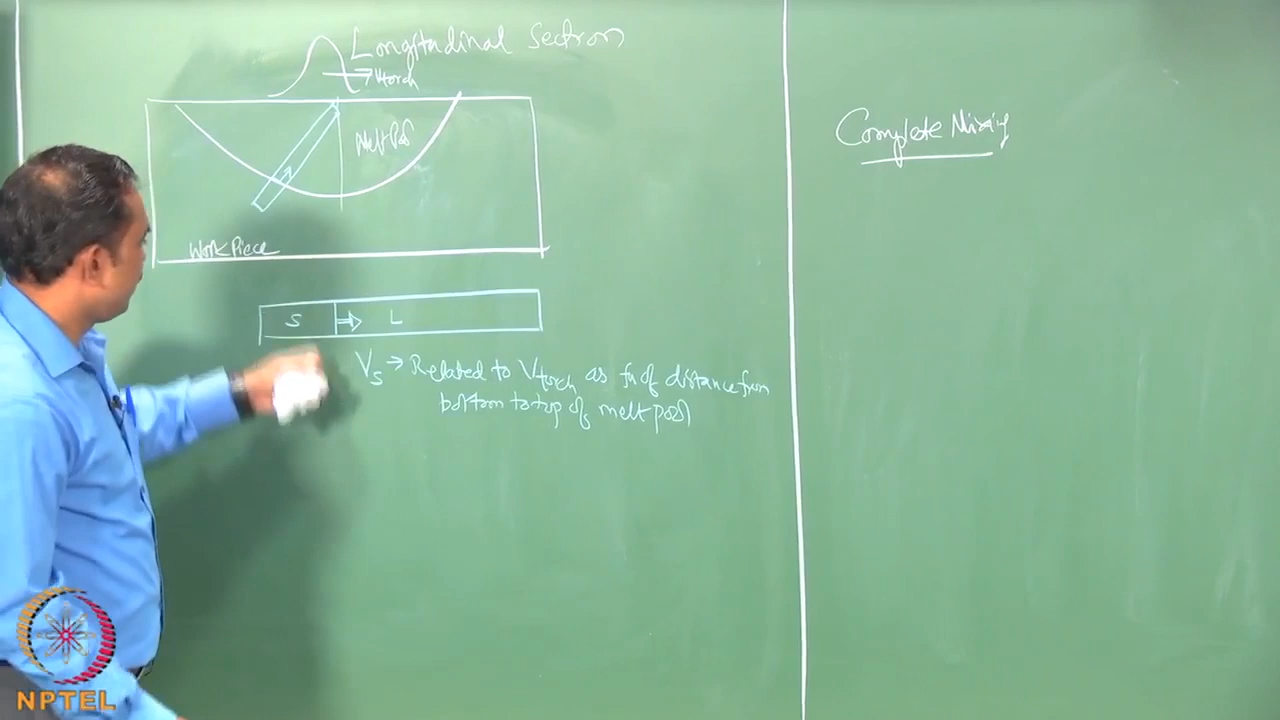 Longitudinal Section
Vtorch
Melt Pool
Work Piece
S L
Vs → Related to Vtorch as fn of distance from
bottom to top of melt pool
Complete Mixing
NPTEL